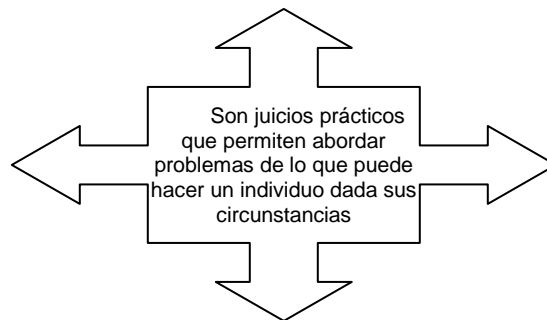 Son juicios prácticos
que permiten abordar
problemas de lo que puede
hacer un individuo dada sus
circunstancias